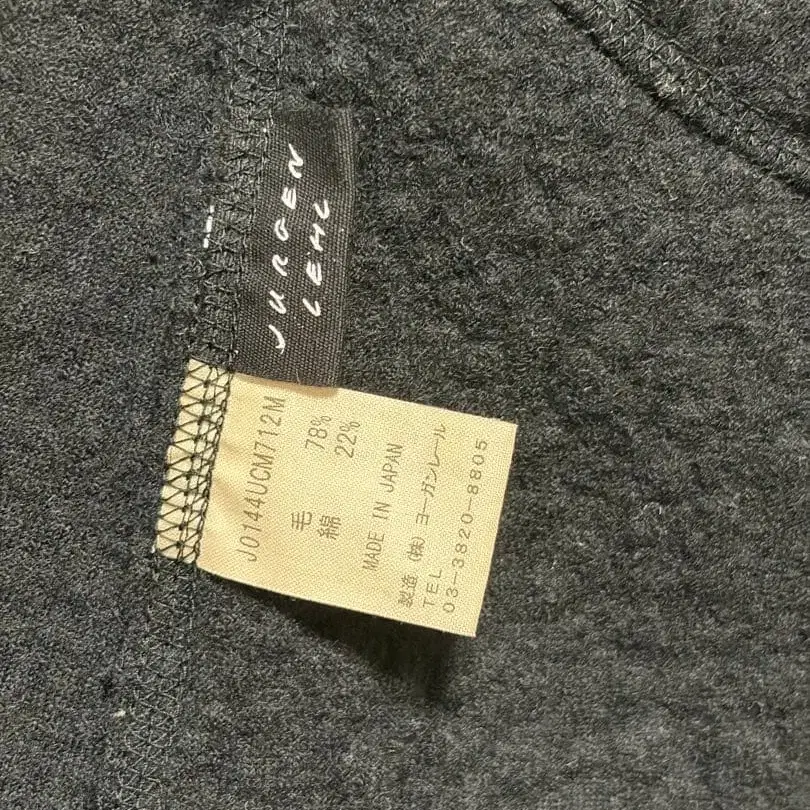 JURGEN
LEHL
J0144UCM712M
毛 78%
綿 22%
MADE IN JAPAN
製造 (株) ヨーガンレール
TEL
03-3820-8805